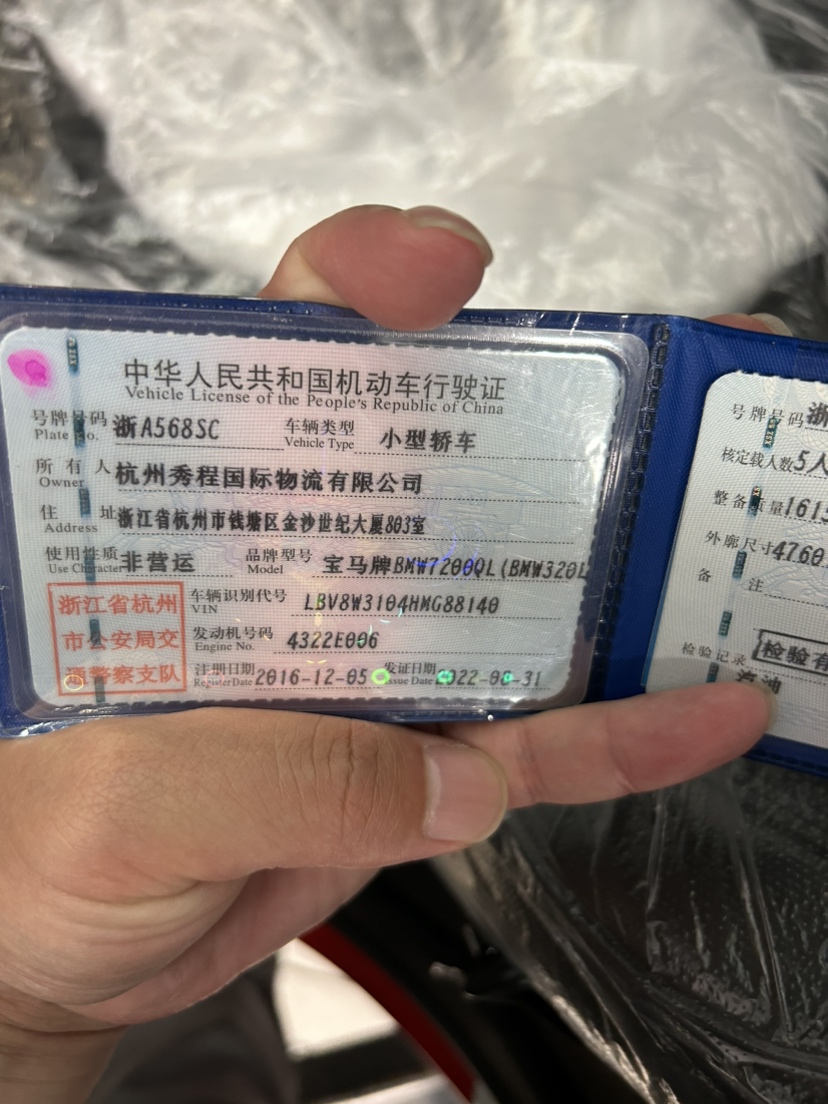 中华人民共和国机动车行驶证
Vehicle License of the People's Republic of China
号牌号码 浙A568SC 车辆类型 小型轿车
Plate No. Vehicle Type
所有人 杭州秀程国际物流有限公司
Owner
住址 浙江省杭州市钱塘区金沙世纪大厦803室
Address
使用性质 非营运 品牌型号 宝马牌BMW7200QL(BMW320L
Use Character Model
浙江省杭州
市公安局交
通警察支队
车辆识别代号 LBV8W3104HMG88140
VIN
发动机号码 4322E006
Engine No.
注册日期 2016-12-05 发证日期 2022-08-31
Register Date Issue Date
号牌号码 浙
核定载人数 5人
整备质量 1615
外廓尺寸 4760
备注
检验有
检验记录
汽油